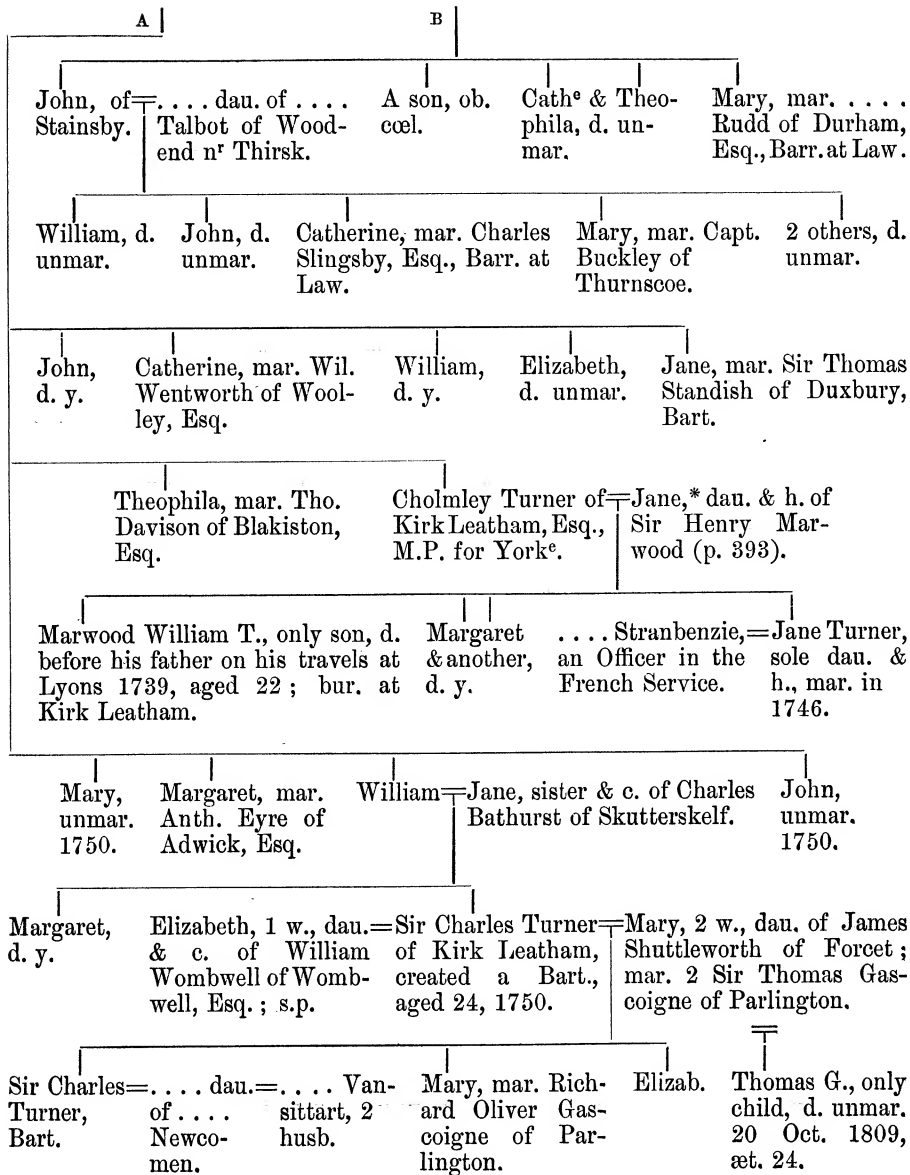 A B
John, of .... dau. of .... A son, ob. Cathe & Theo- Mary, mar. .....
Stainsby. Talbot of Wood- cœl. phila, d. un- Rudd of Durham,
end nr Thirsk. mar. Esq., Barr. at Law.
William, d. John, d. Catherine, mar. Charles Mary, mar. Capt. 2 others, d.
unmar. unmar. Slingsby, Esq., Barr. at Buckley of unmar.
Law. Thurnscoe.
John, Catherine, mar. Wil. William, Elizabeth, Jane, mar. Sir Thomas
d. y. Wentworth of Wool- d. y. d. unmar. Standish of Duxbury,
ley, Esq. Bart.
Theophila, mar. Tho. Cholmley Turner of = Jane,* dau. & h. of
Davison of Blakiston, Kirk Leatham, Esq., Sir Henry Mar-
Esq. M.P. for Yorke. wood (p. 393).
Marwood William T., only son, d. Margaret .... Stranbenzie, = Jane Turner,
before his father on his travels at & another, an Officer in the sole dau. &
Lyons 1739, aged 22 ; bur. at d. y. French Service. h., mar. in
Kirk Leatham. 1746.
Mary, Margaret, mar. William = Jane, sister & c. of Charles John,
unmar. Anth. Eyre of Bathurst of Skutterskelf. unmar.
1750. Adwick, Esq. 1750.
Margaret, Elizabeth, 1 w., dau. = Sir Charles Turner = Mary, 2 w., dau. of James
d. y. & c. of William of Kirk Leatham, Shuttleworth of Forcet ;
Wombwell of Womb- created a Bart., mar. 2 Sir Thomas Gas-
well, Esq. ; s.p. aged 24, 1750. coigne of Parlington.
Sir Charles = .... dau. = .... Van- Mary, mar. Rich- Elizab. Thomas G., only
Turner, of .... sittart, 2 ard Oliver Gas- child, d. unmar.
Bart. Newco- husb. coigne of Par- 20 Oct. 1809,
men. lington. æt. 24.